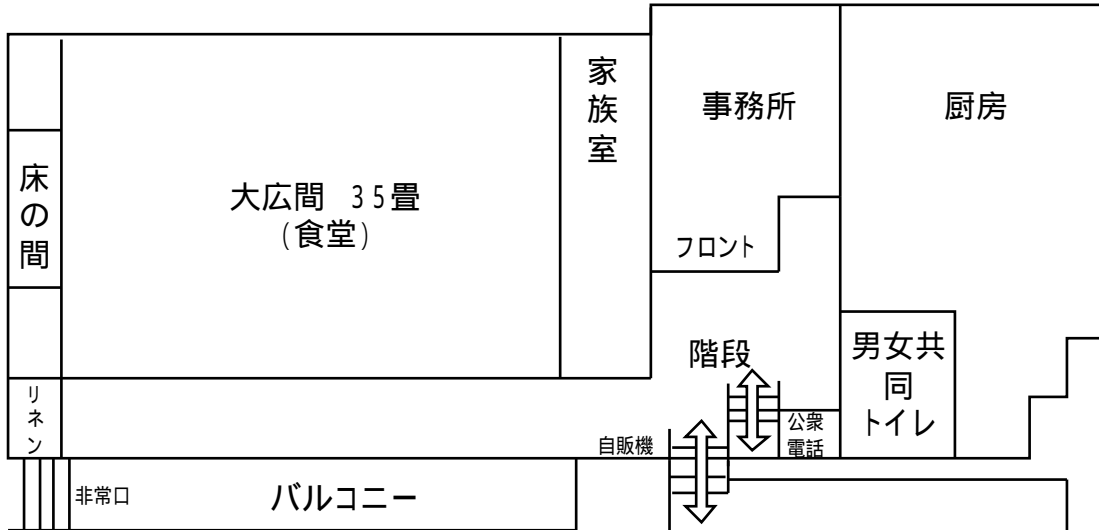 家族室
事務所
厨房
床の間
大広間 35畳
(食堂)
フロント
階段
男女共
同
トイレ
リネン
公衆
電話
自販機
非常口
バルコニー